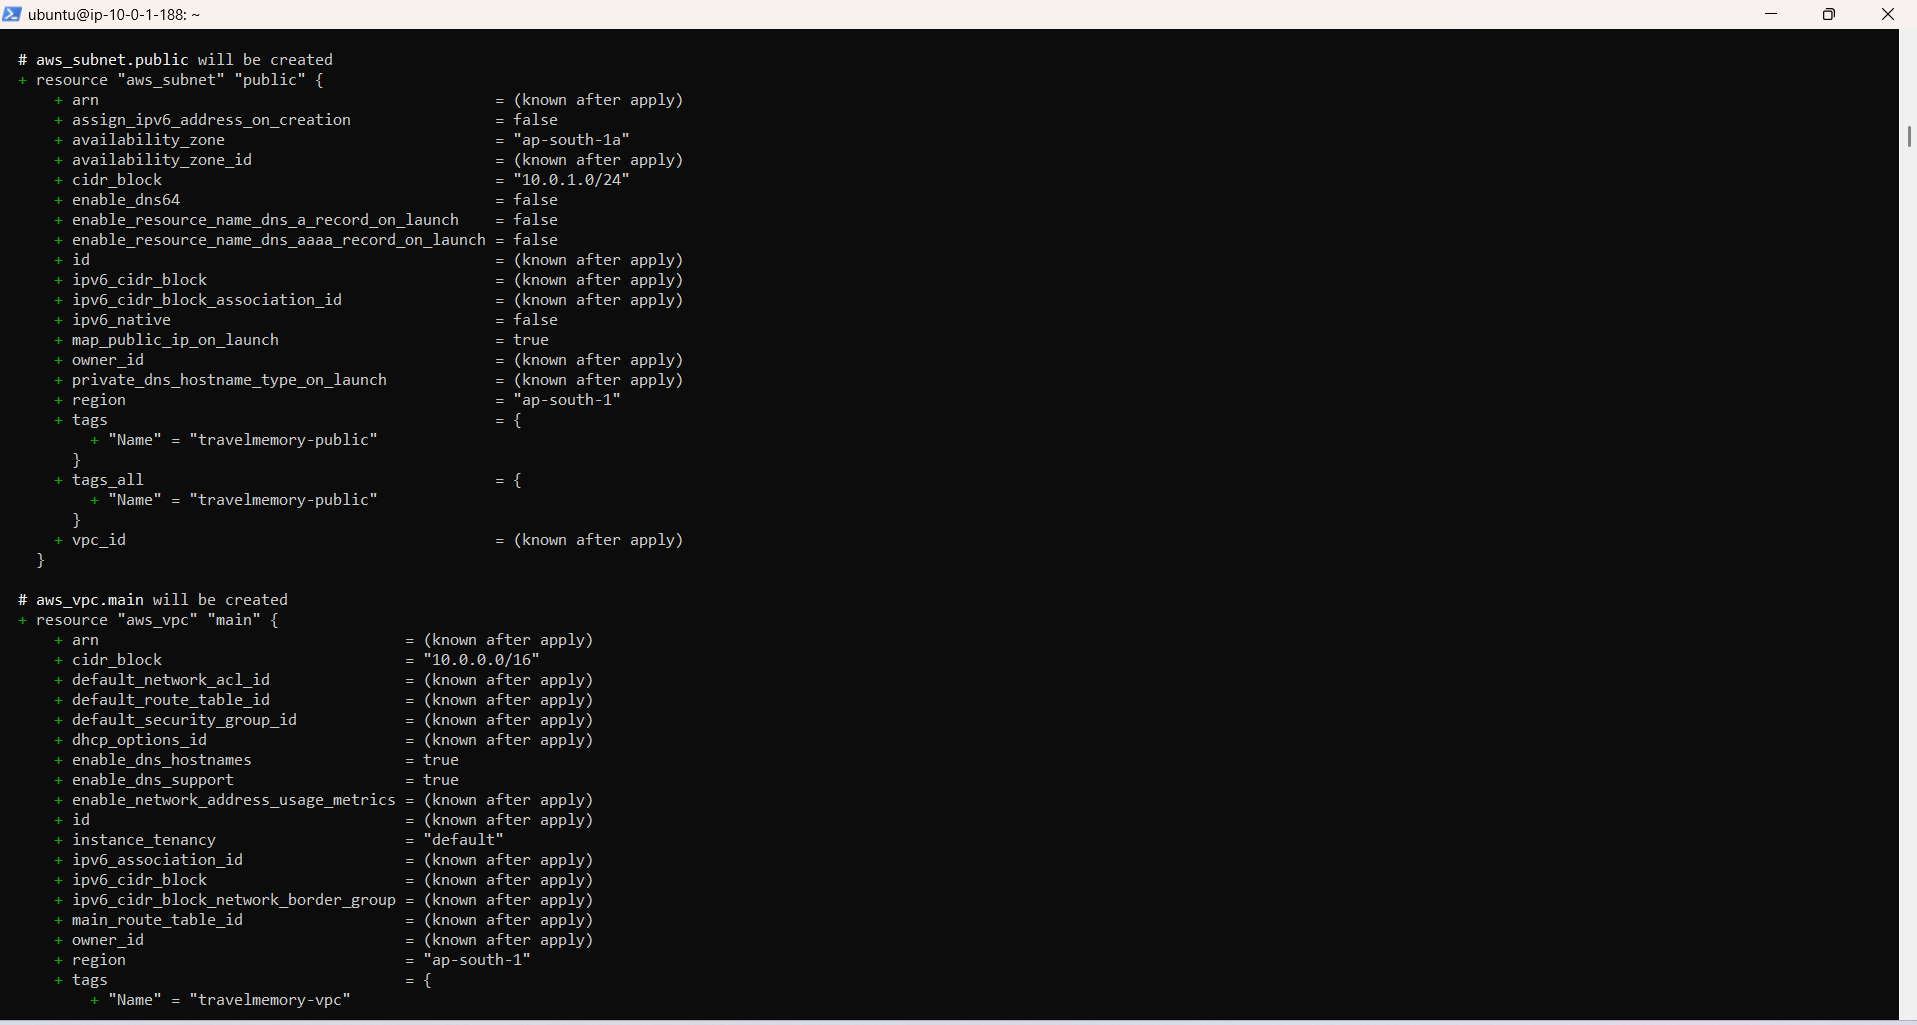 ubuntu@ip-10-0-1-188: ~
# aws_subnet.public will be created
+ resource "aws_subnet" "public" {
    + arn                                            = (known after apply)
    + assign_ipv6_address_on_creation                = false
    + availability_zone                              = "ap-south-1a"
    + availability_zone_id                           = (known after apply)
    + cidr_block                                     = "10.0.1.0/24"
    + enable_dns64                                   = false
    + enable_resource_name_dns_a_record_on_launch    = false
    + enable_resource_name_dns_aaaa_record_on_launch = false
    + id                                             = (known after apply)
    + ipv6_cidr_block                                = (known after apply)
    + ipv6_cidr_block_association_id                 = (known after apply)
    + ipv6_native                                    = false
    + map_public_ip_on_launch                        = true
    + owner_id                                       = (known after apply)
    + private_dns_hostname_type_on_launch            = (known after apply)
    + region                                         = "ap-south-1"
    + tags                                           = {
        + "Name" = "travelmemory-public"
      }
    + tags_all                                       = {
        + "Name" = "travelmemory-public"
      }
    + vpc_id                                         = (known after apply)
  }
# aws_vpc.main will be created
+ resource "aws_vpc" "main" {
    + arn                                  = (known after apply)
    + cidr_block                           = "10.0.0.0/16"
    + default_network_acl_id               = (known after apply)
    + default_route_table_id               = (known after apply)
    + default_security_group_id            = (known after apply)
    + dhcp_options_id                      = (known after apply)
    + enable_dns_hostnames                 = true
    + enable_dns_support                   = true
    + enable_network_address_usage_metrics = (known after apply)
    + id                                   = (known after apply)
    + instance_tenancy                     = "default"
    + ipv6_association_id                  = (known after apply)
    + ipv6_cidr_block                      = (known after apply)
    + ipv6_cidr_block_network_border_group = (known after apply)
    + main_route_table_id                  = (known after apply)
    + owner_id                             = (known after apply)
    + region                               = "ap-south-1"
    + tags                                 = {
        + "Name" = "travelmemory-vpc"